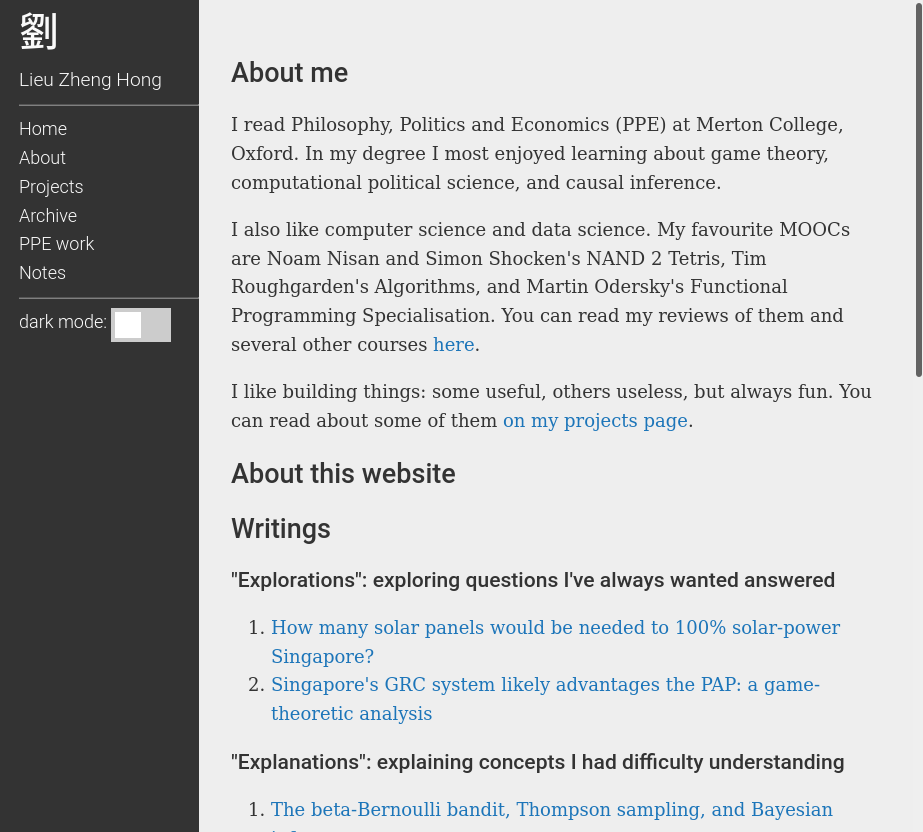 劉
Lieu Zheng Hong
Home
About
Projects
Archive
PPE work
Notes
dark mode:
About me
I read Philosophy, Politics and Economics (PPE) at Merton College,
Oxford. In my degree I most enjoyed learning about game theory,
computational political science, and causal inference.
I also like computer science and data science. My favourite MOOCs
are Noam Nisan and Simon Shocken's NAND 2 Tetris, Tim
Roughgarden's Algorithms, and Martin Odersky's Functional
Programming Specialisation. You can read my reviews of them and
several other courses here.
I like building things: some useful, others useless, but always fun. You
can read about some of them on my projects page.
About this website
Writings
"Explorations": exploring questions I've always wanted answered
1. How many solar panels would be needed to 100% solar-power
Singapore?
2. Singapore's GRC system likely advantages the PAP: a game-
theoretic analysis
"Explanations": explaining concepts I had difficulty understanding
1. The beta-Bernoulli bandit, Thompson sampling, and Bayesian